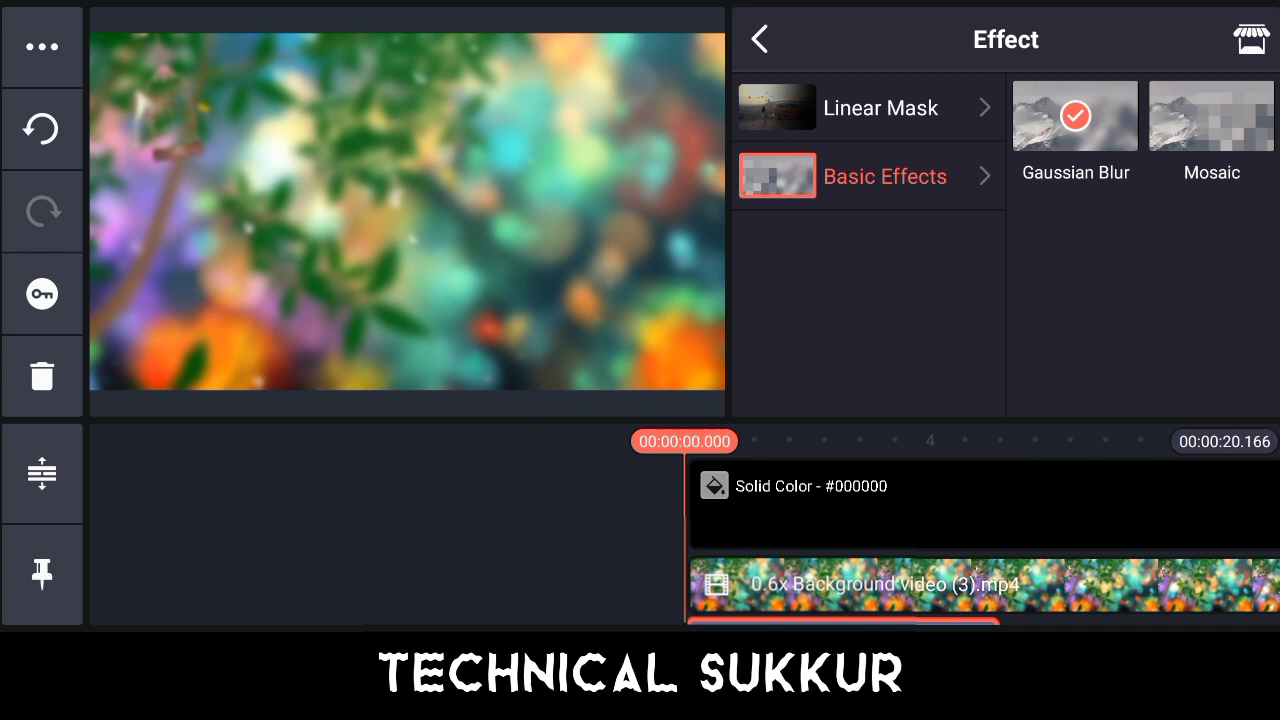 Effect
Linear Mask
Basic Effects
Gaussian Blur
Mosaic
00:00:00.000
4
00:00:20.166
Solid Color - #000000
0.6x Background video (3).mp4
TECHNICAL SUKKUR